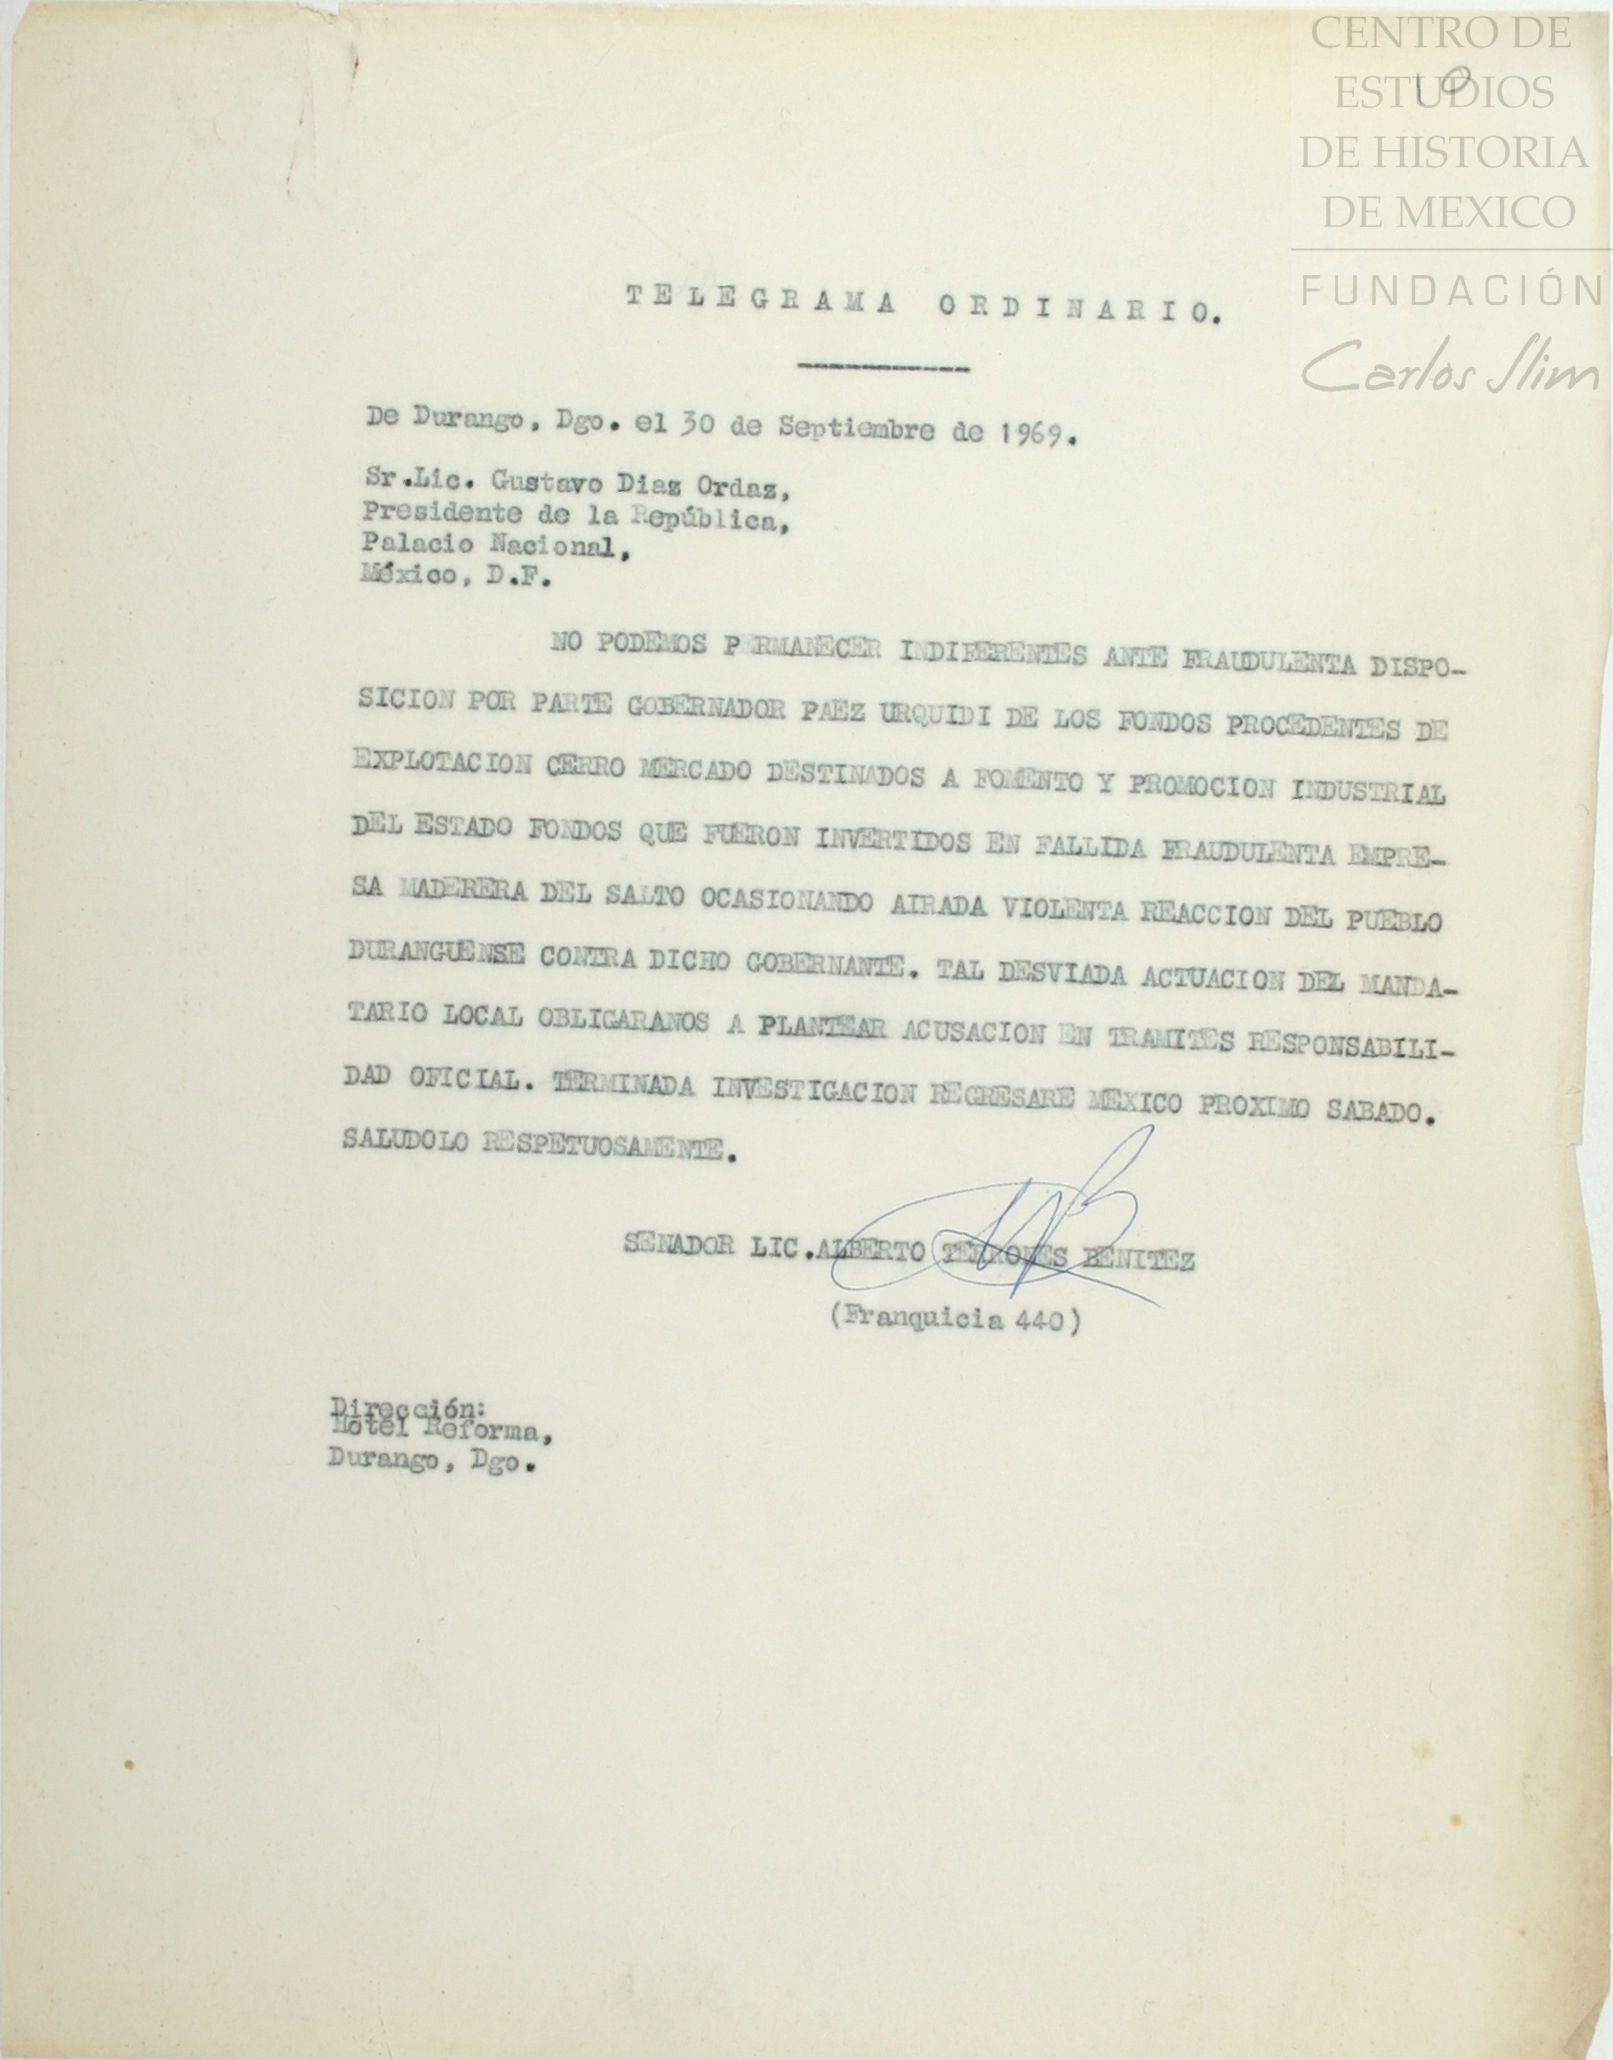 CENTRO DE
ESTUDIOS
DE HISTORIA
DE MEXICO
FUNDACIÓN
Carlos Slim
10
TELEGRAMA ORDINARIO.
De Durango, Dgo. el 30 de Septiembre de 1969.
Sr.Lic. Gustavo Diaz Ordaz,
Presidente de la República,
Palacio Nacional,
México, D.F.
NO PODEMOS PERMANECER INDIFERENTES ANTE FRAUDULENTA DISPO-
SICION POR PARTE GOBERNADOR PAEZ URQUIDI DE LOS FONDOS PROCEDENTES DE
EXPLOTACION CERRO MERCADO DESTINADOS A FOMENTO Y PROMOCION INDUSTRIAL
DEL ESTADO FONDOS QUE FUERON INVERTIDOS EN FALLIDA FRAUDULENTA EMPRE-
SA MADERERA DEL SALTO OCASIONANDO AIRADA VIOLENTA REACCION DEL PUEBLO
DURANGUENSE CONTRA DICHO GOBERNANTE. TAL DESVIADA ACTUACION DEL MANDA-
TARIO LOCAL OBLIGARANOS A PLANTEAR ACUSACION EN TRAMITES RESPONSABILI-
DAD OFICIAL. TERMINADA INVESTIGACION REGRESARE MEXICO PROXIMO SABADO.
SALUDOLO RESPETUOSAMENTE.
SENADOR LIC.ALBERTO TERRONES BENITEZ
(Franquicia 440)
Dirección:
Hotel Reforma,
Durango, Dgo.